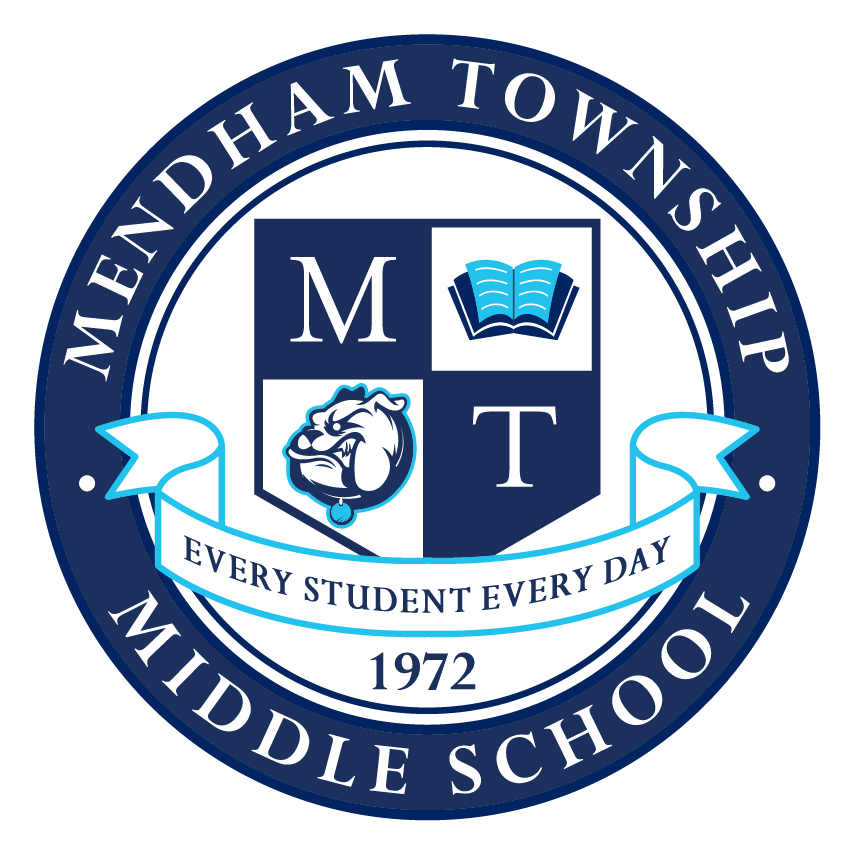 MENDHAM TOWNSHIP
M
T
EVERY STUDENT EVERY DAY
1972
MIDDLE SCHOOL